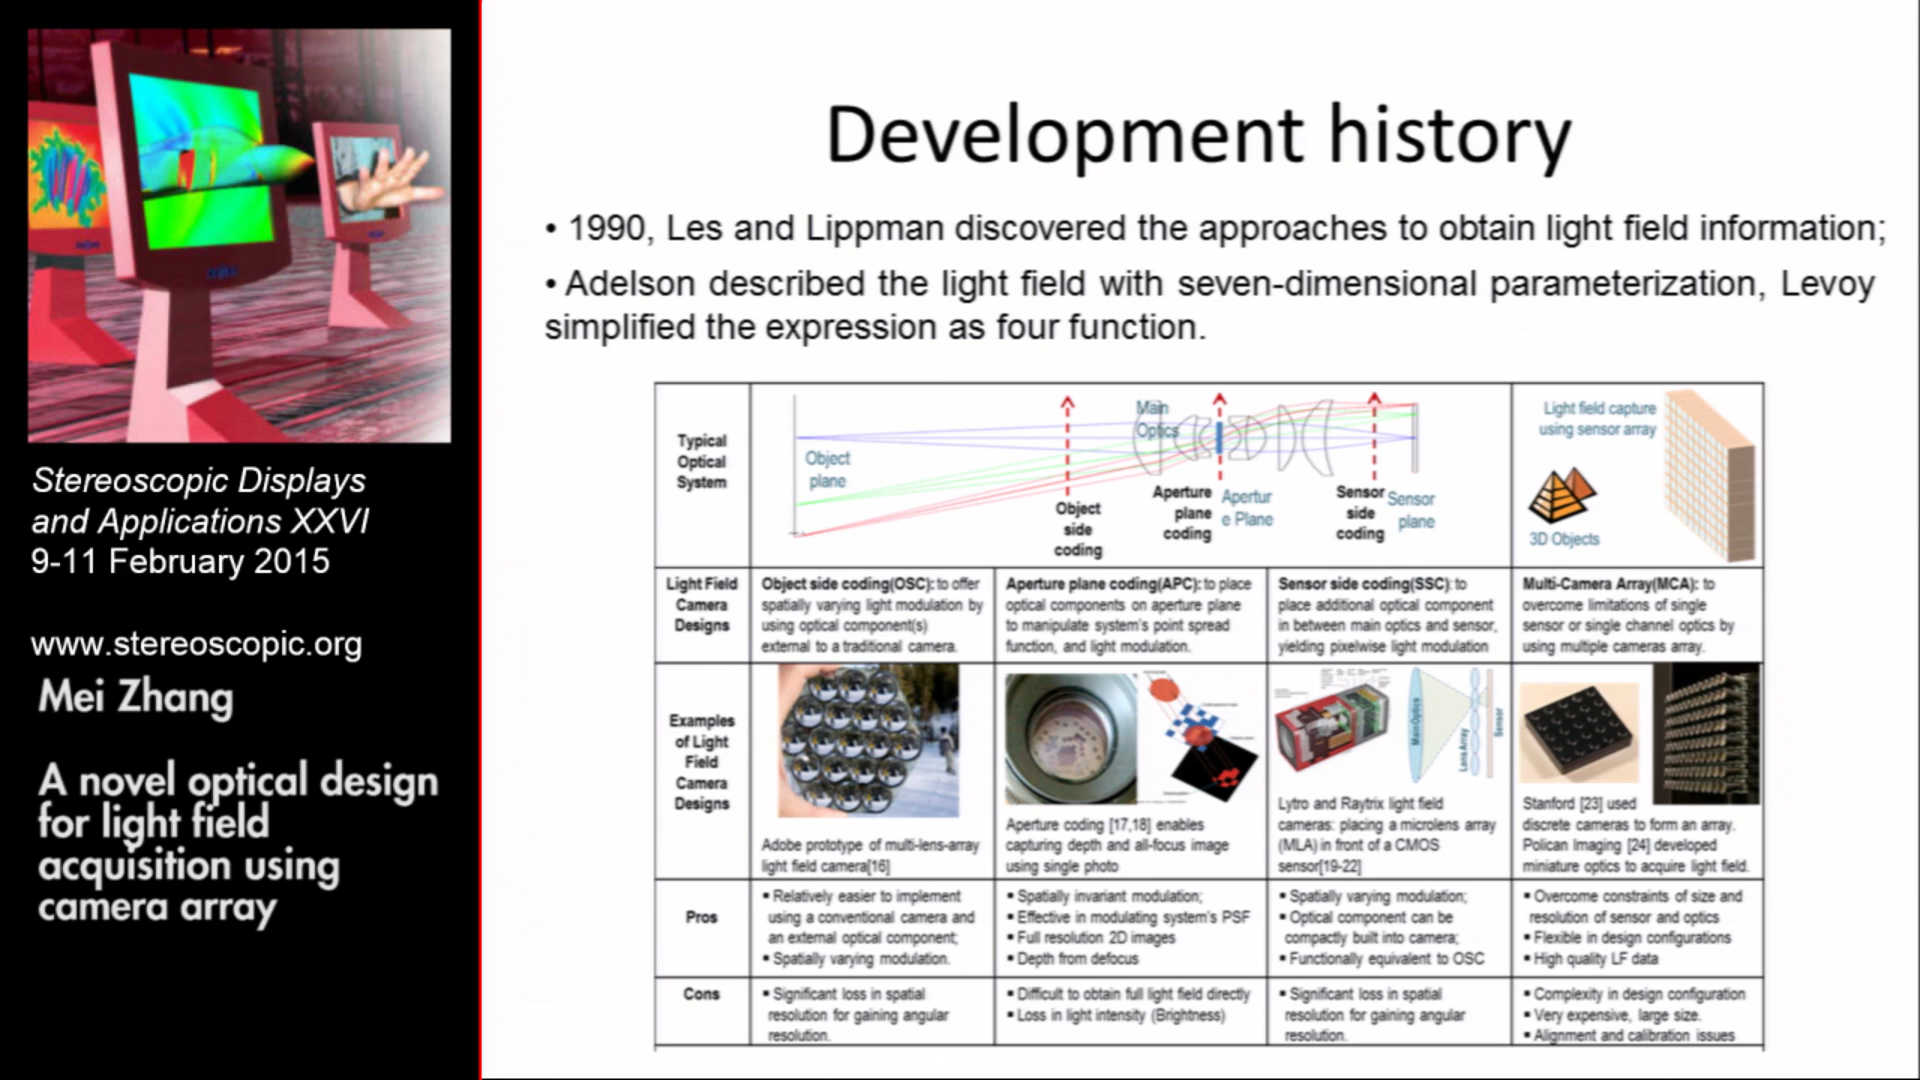 Stereoscopic Displays
and Applications XXVI
9-11 February 2015
www.stereoscopic.org
Mei Zhang
A novel optical design
for light field
acquisition using
camera array
Development history
• 1990, Les and Lippman discovered the approaches to obtain light field information;
• Adelson described the light field with seven-dimensional parameterization, Levoy
simplified the expression as four function.
Typical
Optical
System
Object
plane
Main
Optics
Object
side
coding
Aperture
plane
coding
Apertur
e Plane
Sensor
side
coding
Sensor
plane
Light field capture
using sensor array
3D Objects
Light Field
Camera
Designs
Object side coding(OSC): to offer
spatially varying light modulation by
using optical component(s)
external to a traditional camera.
Aperture plane coding(APC): to place
optical components on aperture plane
to manipulate system's point spread
function, and light modulation.
Sensor side coding(SSC): to
place additional optical component
in between main optics and sensor,
yielding pixelwise light modulation
Multi-Camera Array(MCA): to
overcome limitations of single
sensor or single channel optics by
using multiple cameras array.
Examples
of Light
Field
Camera
Designs
Adobe prototype of multi-lens-array
light field camera[16]
Aperture coding [17,18] enables
capturing depth and all-focus image
using single photo
Main Optics
Lens Array
Sensor
Lytro and Raytrix light field
cameras: placing a microlens array
(MLA) in front of a CMOS
sensor[19-22]
Stanford [23] used
discrete cameras to form an array.
Polican Imaging [24] developed
miniature optics to acquire light field.
Pros
▪ Relatively easier to implement
using a conventional camera and
an external optical component;
▪ Spatially varying modulation.
▪ Spatially invariant modulation;
▪ Effective in modulating system's PSF
▪ Full resolution 2D images
▪ Depth from defocus
▪ Spatially varying modulation;
▪ Optical component can be
compactly built into camera;
▪ Functionally equivalent to OSC
▪ Overcome constraints of size and
resolution of sensor and optics
▪ Flexible in design configurations
▪ High quality LF data
Cons
▪ Significant loss in spatial
resolution for gaining angular
resolution.
▪ Difficult to obtain full light field directly
▪ Loss in light intensity (Brightness)
▪ Significant loss in spatial
resolution for gaining angular
resolution.
▪ Complexity in design configuration
▪ Very expensive, large size.
▪ Alignment and calibration issues